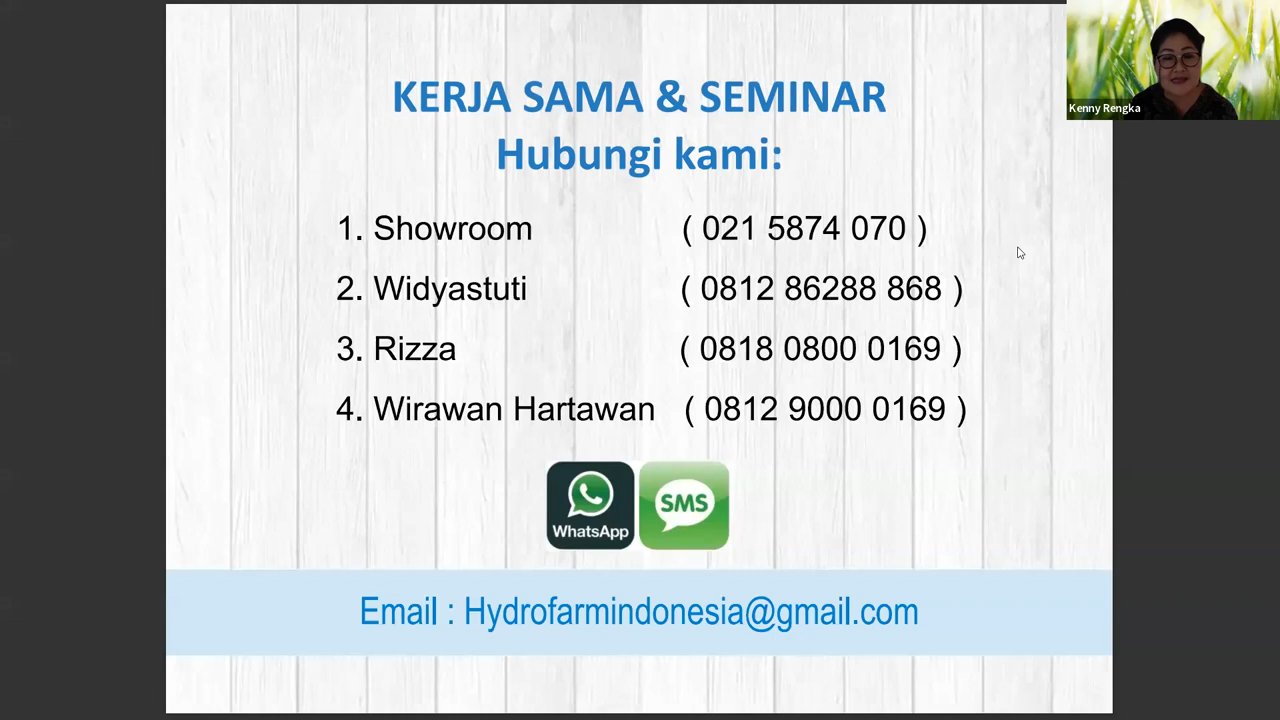 KERJA SAMA & SEMINAR
Hubungi kami:
Kenny Rengka
1. Showroom ( 021 5874 070 )
2. Widyastuti ( 0812 86288 868 )
3. Rizza ( 0818 0800 0169 )
4. Wirawan Hartawan ( 0812 9000 0169 )
WhatsApp
SMS
Email : Hydrofarmindonesia@gmail.com